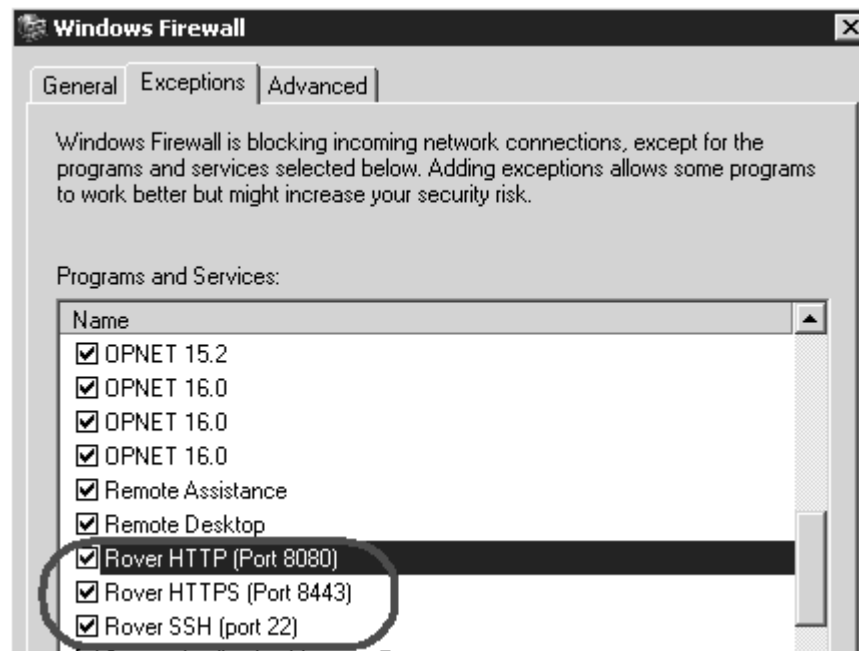 Windows Firewall
General Exceptions Advanced
Windows Firewall is blocking incoming network connections, except for the
programs and services selected below. Adding exceptions allows some programs
to work better but might increase your security risk.
Programs and Services:
Name
OPNET 15.2
OPNET 16.0
OPNET 16.0
OPNET 16.0
Remote Assistance
Remote Desktop
Rover HTTP (Port 8080)
Rover HTTPS (Port 8443)
Rover SSH (port 22)